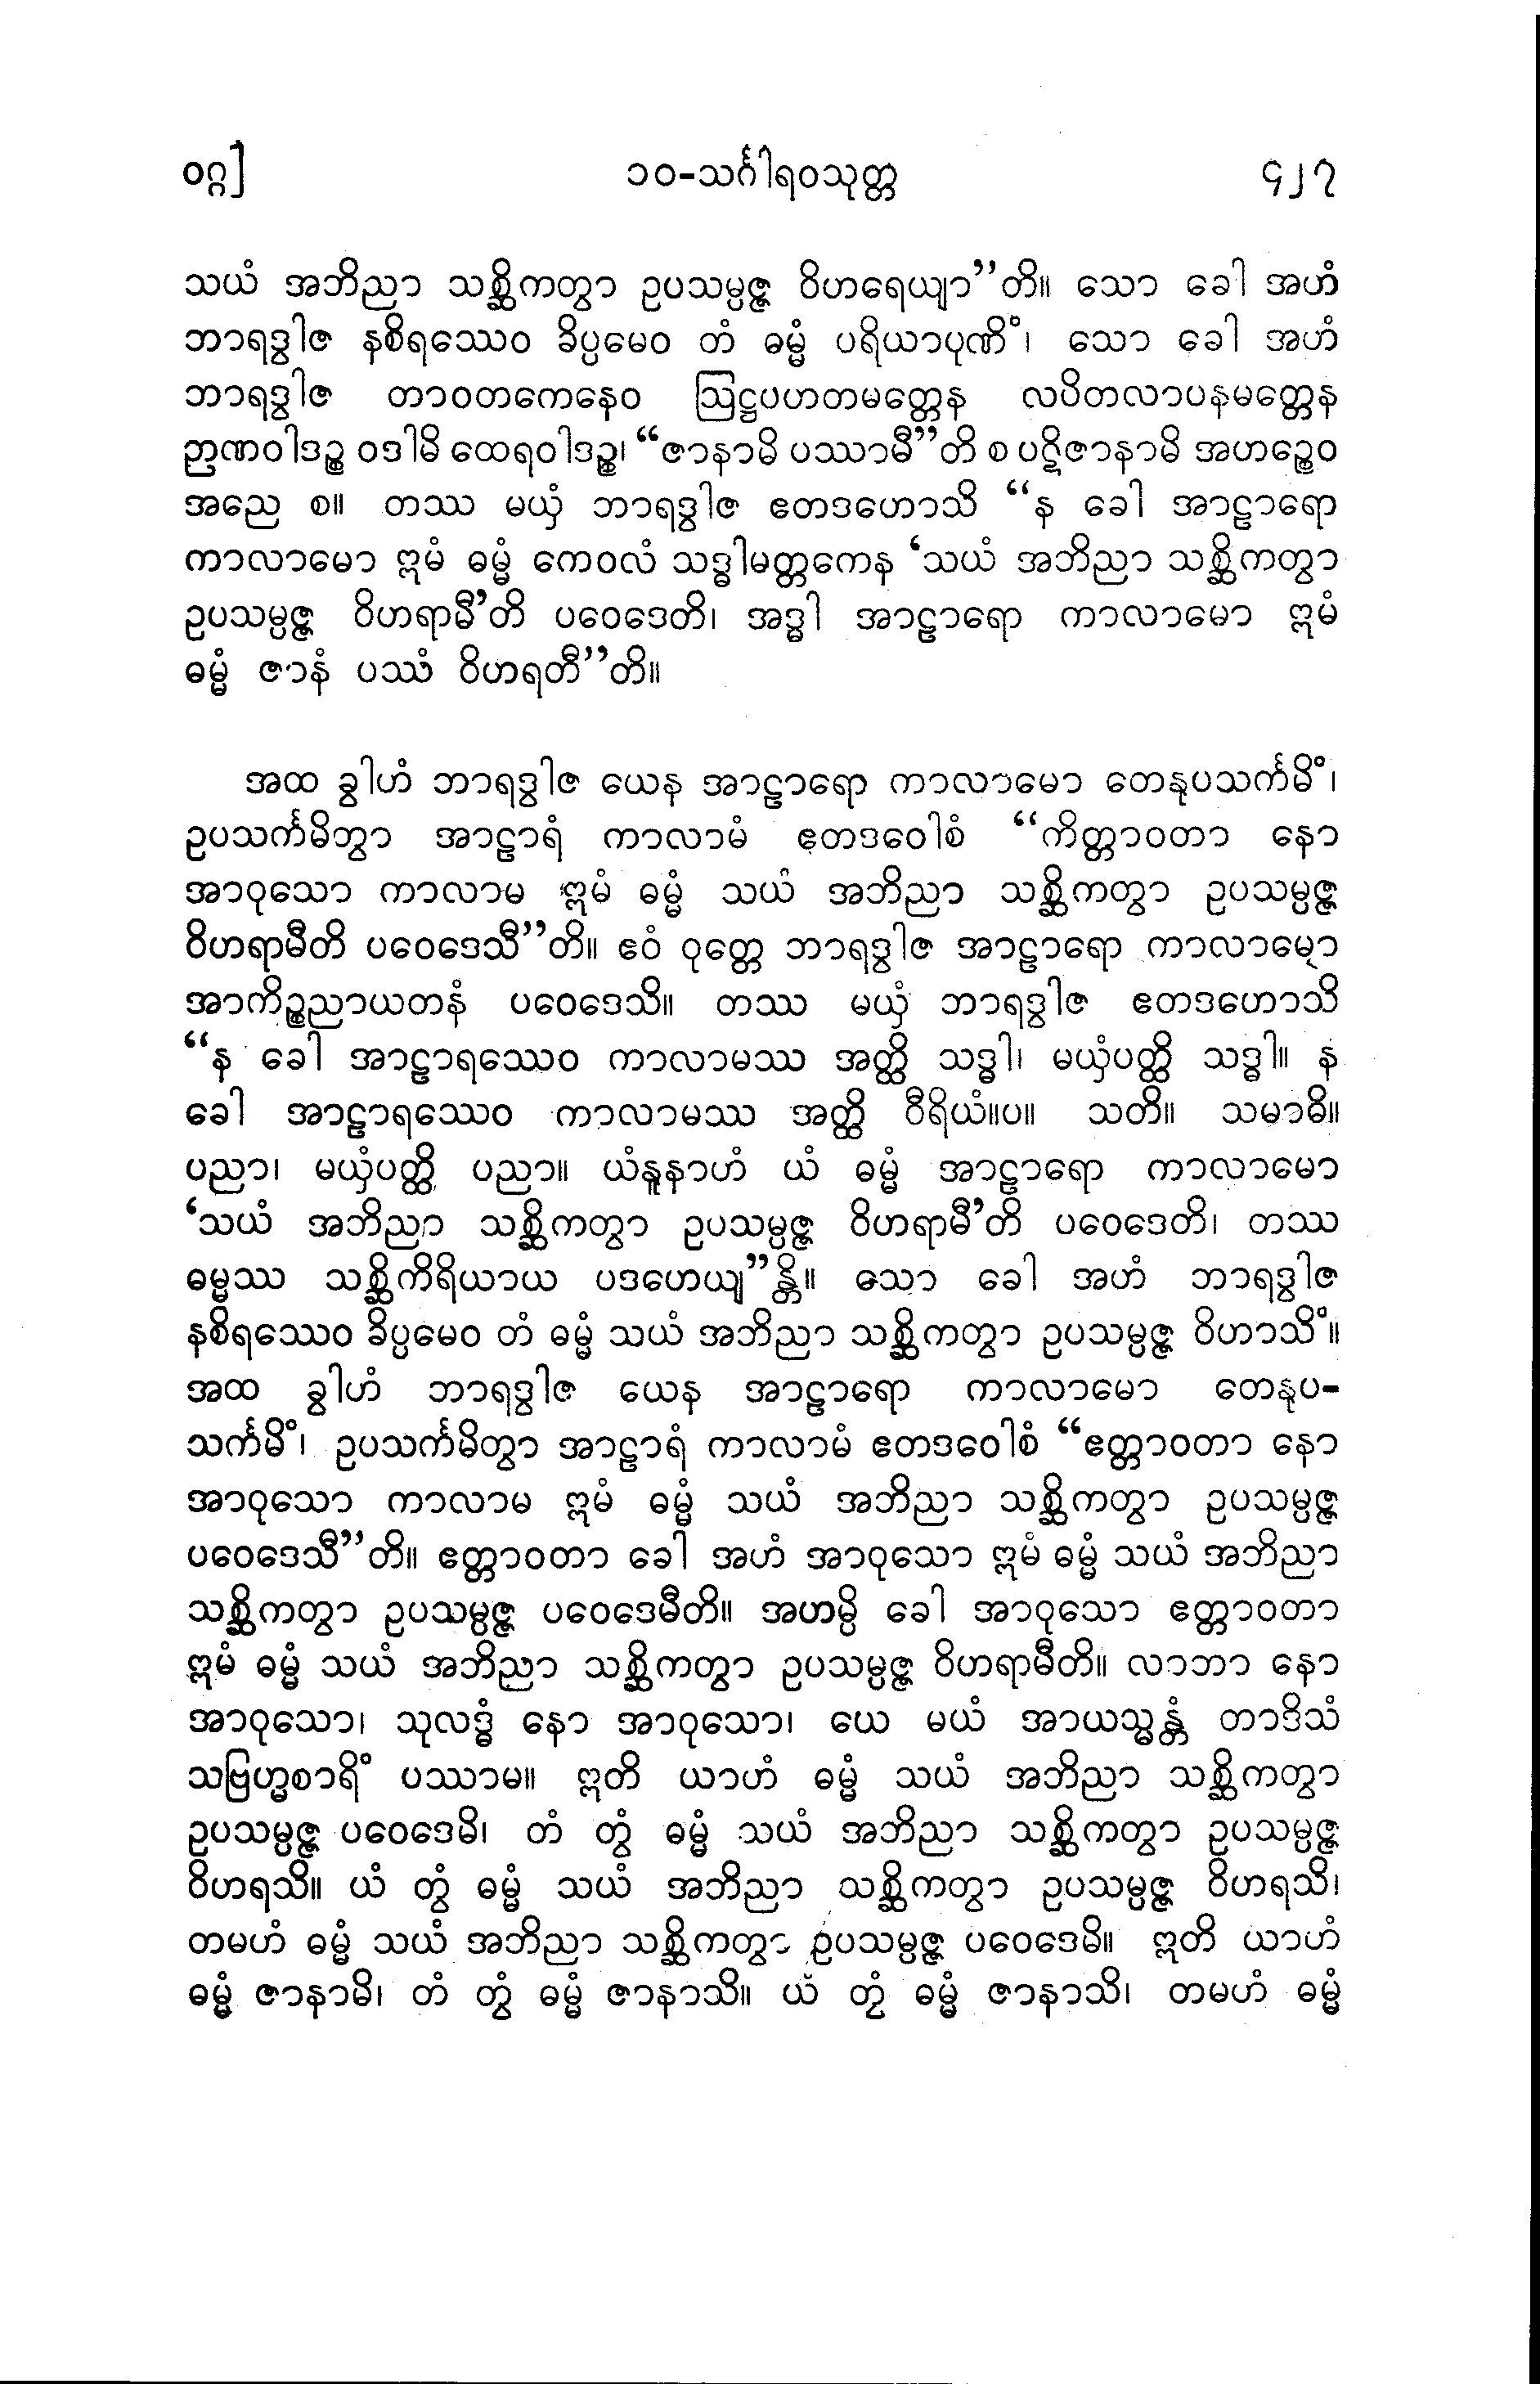 ဝဂ္ဂ] ၁၀-သင်္ဂါရဝသုတ္တ ၄၂၇
သယံ အဘိညာ သစ္ဆိကတွာ ဥပသမ္ပဇ္ဇ ဝိဟရေယျာ”တိ။ သော ခေါ အဟံ
ဘာရဒွါဇ နစိရဿေဝ ခိပ္ပမေဝ တံ ဓမ္မံ ပရိယာပုဏိံ၊ သော ခေါ အဟံ
ဘာရဒွါဇ တာဝတကေနေဝ ဩဋ္ဌပဟတမတ္တေန လပိတလာပနမတ္တေန
ဉာဏဝါဒဉ္စ ဝဒါမိ ထေရဝါဒဉ္စ၊ “ဇာနာမိ ပဿာမီ”တိ စ ပဋိဇာနာမိ အဟဉ္စေဝ
အညေ စ။ တဿ မယှံ ဘာရဒွါဇ ဧတဒဟောသိ “န ခေါ အာဠာရော
ကာလာမော ဣမံ ဓမ္မံ ကေဝလံ သဒ္ဓါမတ္တကေန ‘သယံ အဘိညာ သစ္ဆိကတွာ
ဥပသမ္ပဇ္ဇ ဝိဟရာမီ’တိ ပဝေဒေတိ၊ အဒ္ဓါ အာဠာရော ကာလာမော ဣမံ
ဓမ္မံ ဇာနံ ပဿံ ဝိဟရတီ”တိ။
အထ ခွါဟံ ဘာရဒွါဇ ယေန အာဠာရော ကာလာမော တေနုပသင်္ကမိံ၊
ဥပသင်္ကမိတွာ အာဠာရံ ကာလာမံ ဧတဒဝေါစံ “ကိတ္တာဝတာ နော
အာဝုသော ကာလာမ ဣမံ ဓမ္မံ သယံ အဘိညာ သစ္ဆိကတွာ ဥပသမ္ပဇ္ဇ
ဝိဟရာမီတိ ပဝေဒေသီ”တိ။ ဧဝံ ဝုတ္တေ ဘာရဒွါဇ အာဠာရော ကာလာမော
အာကိဉ္စညာယတနံ ပဝေဒေသိ။ တဿ မယှံ ဘာရဒွါဇ ဧတဒဟောသိ
“န ခေါ အာဠာရဿေဝ ကာလာမဿ အတ္ထိ သဒ္ဓါ၊ မယှံပတ္ထိ သဒ္ဓါ။ န
ခေါ အာဠာရဿေဝ ကာလာမဿ အတ္ထိ ဝီရိယံ။ပ။ သတိ။ သမာဓိ။
ပညာ၊ မယှံပတ္ထိ ပညာ။ ယံနူနာဟံ ယံ ဓမ္မံ အာဠာရော ကာလာမော
‘သယံ အဘိညာ သစ္ဆိကတွာ ဥပသမ္ပဇ္ဇ ဝိဟရာမီ’တိ ပဝေဒေတိ၊ တဿ
ဓမ္မဿ သစ္ဆိကိရိယာယ ပဒဟေယျ”န္တိ။ သော ခေါ အဟံ ဘာရဒွါဇ
နစိရဿေဝ ခိပ္ပမေဝ တံ ဓမ္မံ သယံ အဘိညာ သစ္ဆိကတွာ ဥပသမ္ပဇ္ဇ ဝိဟာသိံ။
အထ ခွါဟံ ဘာရဒွါဇ ယေန အာဠာရော ကာလာမော တေနုပ-
သင်္ကမိံ၊ ဥပသင်္ကမိတွာ အာဠာရံ ကာလာမံ ဧတဒဝေါစံ “ဧတ္တာဝတာ နော
အာဝုသော ကာလာမ ဣမံ ဓမ္မံ သယံ အဘိညာ သစ္ဆိကတွာ ဥပသမ္ပဇ္ဇ
ပဝေဒေသီ”တိ။ ဧတ္တာဝတာ ခေါ အဟံ အာဝုသော ဣမံ ဓမ္မံ သယံ အဘိညာ
သစ္ဆိကတွာ ဥပသမ္ပဇ္ဇ ပဝေဒေမီတိ။ အဟမ္ပိ ခေါ အာဝုသော ဧတ္တာဝတာ
ဣမံ ဓမ္မံ သယံ အဘိညာ သစ္ဆိကတွာ ဥပသမ္ပဇ္ဇ ဝိဟရာမီတိ။ လာဘာ နော
အာဝုသော၊ သုလဒ္ဓံ နော အာဝုသော၊ ယေ မယံ အာယသ္မန္တံ တာဒိသံ
သဗြဟ္မစာရိံ ပဿာမ။ ဣတိ ယာဟံ ဓမ္မံ သယံ အဘိညာ သစ္ဆိကတွာ
ဥပသမ္ပဇ္ဇ ပဝေဒေမိ၊ တံ တွံ ဓမ္မံ သယံ အဘိညာ သစ္ဆိကတွာ ဥပသမ္ပဇ္ဇ
ဝိဟရသိ။ ယံ တွံ ဓမ္မံ သယံ အဘိညာ သစ္ဆိကတွာ ဥပသမ္ပဇ္ဇ ဝိဟရသိ၊
တမဟံ ဓမ္မံ သယံ အဘိညာ သစ္ဆိကတွာ ဥပသမ္ပဇ္ဇ ပဝေဒေမိ။ ဣတိ ယာဟံ
ဓမ္မံ ဇာနာမိ၊ တံ တွံ ဓမ္မံ ဇာနာသိ။ ယံ တွံ ဓမ္မံ ဇာနာသိ၊ တမဟံ ဓမ္မံ